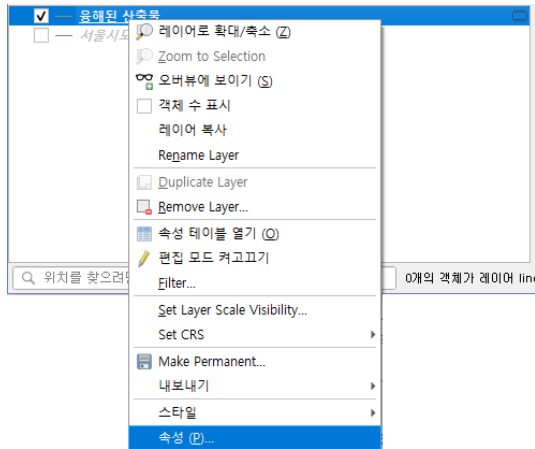 융해된 산출물
서울시도
레이어로 확대/축소 (Z)
Zoom to Selection
오버뷰에 보이기 (S)
객체 수 표시
레이어 복사
Rename Layer
Duplicate Layer
Remove Layer...
속성 테이블 열기 (O)
편집 모드 켜고끄기
Filter...
위치를 찾으려면
0개의 객체가 레이어 line
Set Layer Scale Visibility...
Set CRS
Make Permanent...
내보내기
스타일
속성 (P)...